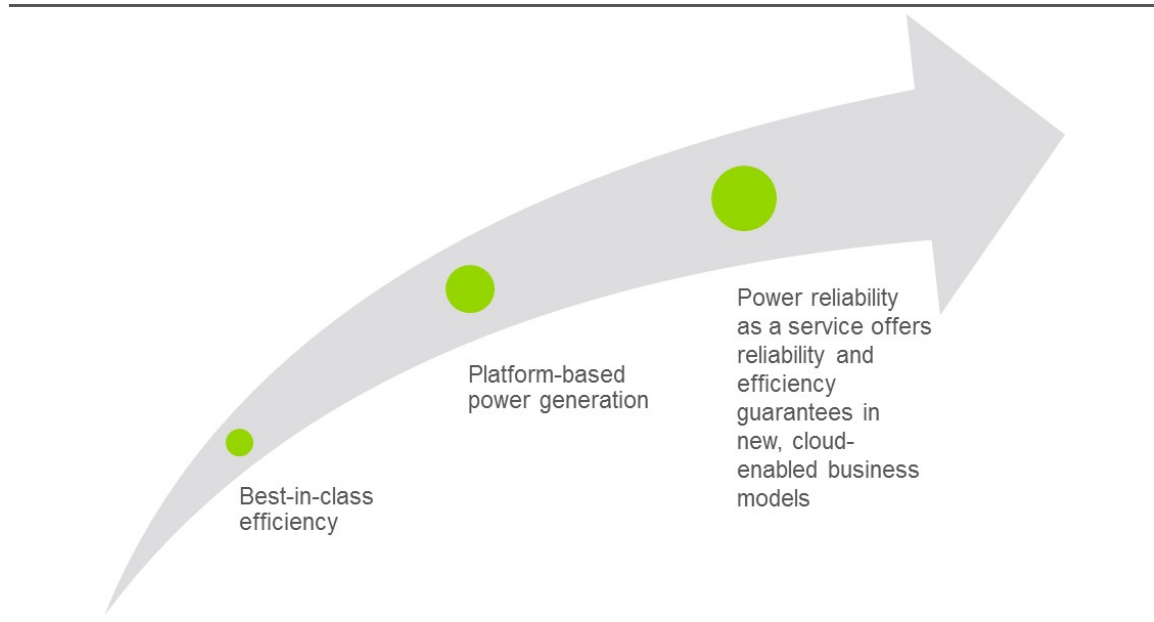 Best-in-class
efficiency
Platform-based
power generation
Power reliability
as a service offers
reliability and
efficiency
guarantees in
new, cloud-
enabled business
models